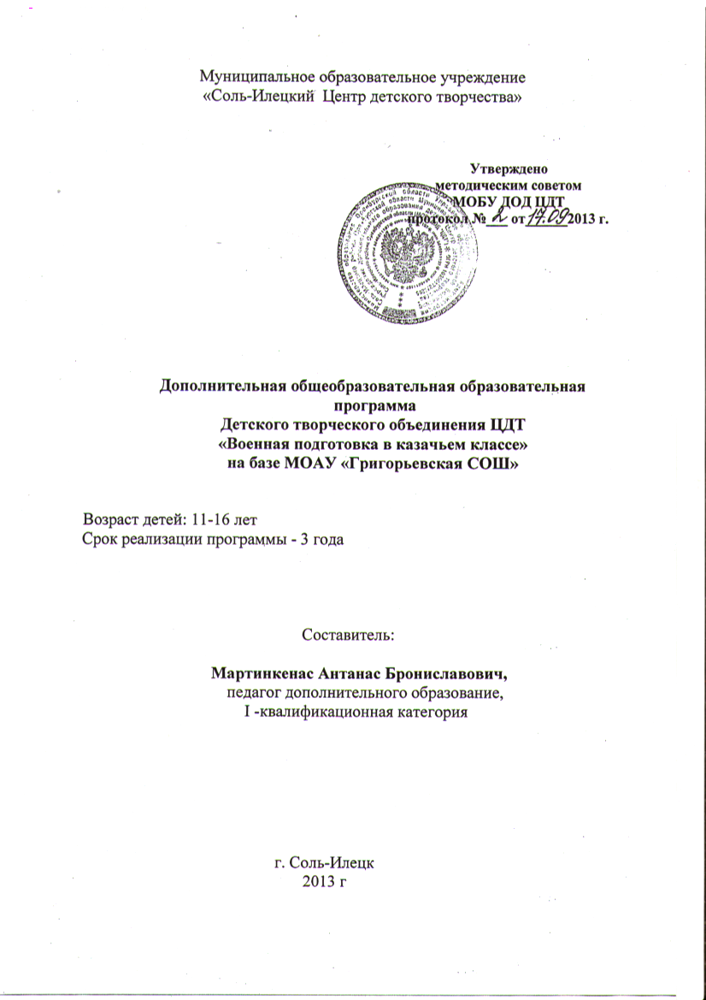 Муниципальное образовательное учреждение
«Соль-Илецкий Центр детского творчества»
Утверждено
методическим советом
МОБУ ДОД ЦДТ
протокол № 2 от 17.09 2013 г.
Дополнительная общеобразовательная образовательная
программа
Детского творческого объединения ЦДТ
«Военная подготовка в казачьем классе»
на базе МОАУ «Григорьевская СОШ»
Возраст детей: 11-16 лет
Срок реализации программы - 3 года
Составитель:
Мартинкенас Антанас Брониславович,
педагог дополнительного образование,
I -квалификационная категория
г. Соль-Илецк
2013 г